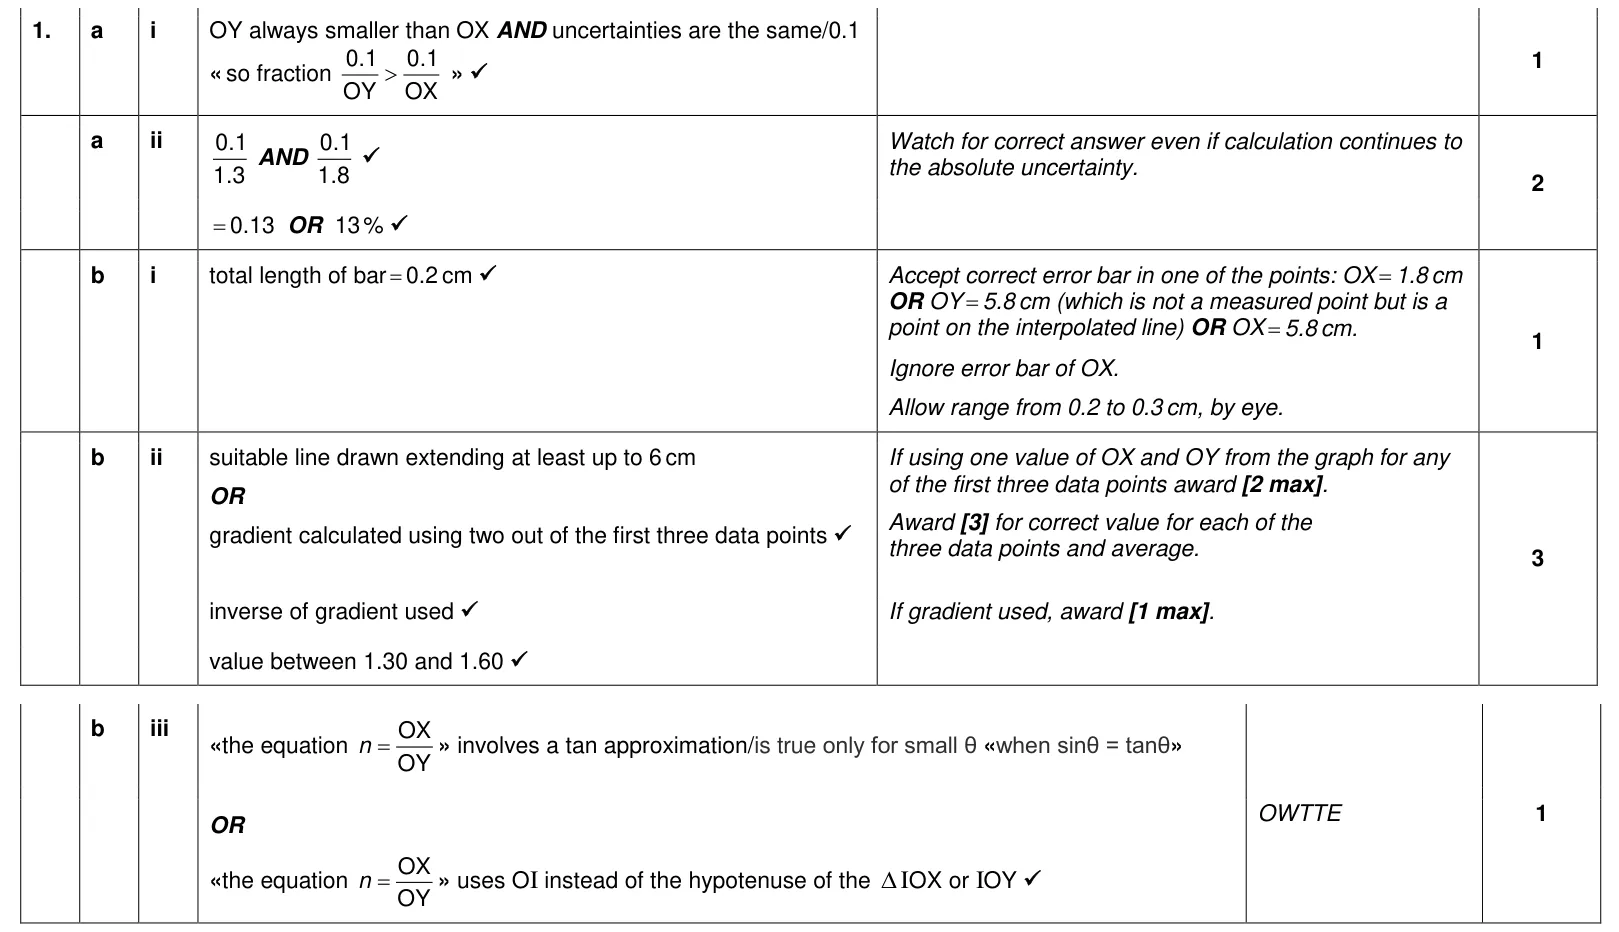 1. a i OY always smaller than OX AND uncertainties are the same/0.1
« so fraction 0.1/OY > 0.1/OX » ✓
1
a ii 0.1/1.3 AND 0.1/1.8 ✓
= 0.13 OR 13 % ✓
Watch for correct answer even if calculation continues to
the absolute uncertainty.
2
b i total length of bar = 0.2 cm ✓
Accept correct error bar in one of the points: OX = 1.8 cm
OR OY = 5.8 cm (which is not a measured point but is a
point on the interpolated line) OR OX = 5.8 cm.
Ignore error bar of OX.
Allow range from 0.2 to 0.3 cm, by eye.
1
b ii suitable line drawn extending at least up to 6 cm
OR
gradient calculated using two out of the first three data points ✓
inverse of gradient used ✓
value between 1.30 and 1.60 ✓
If using one value of OX and OY from the graph for any
of the first three data points award [2 max].
Award [3] for correct value for each of the
three data points and average.
If gradient used, award [1 max].
3
b iii «the equation n = OX/OY » involves a tan approximation/is true only for small θ «when sinθ = tanθ»
OR
«the equation n = OX/OY » uses OI instead of the hypotenuse of the Δ IOX or IOY ✓
OWTTE
1